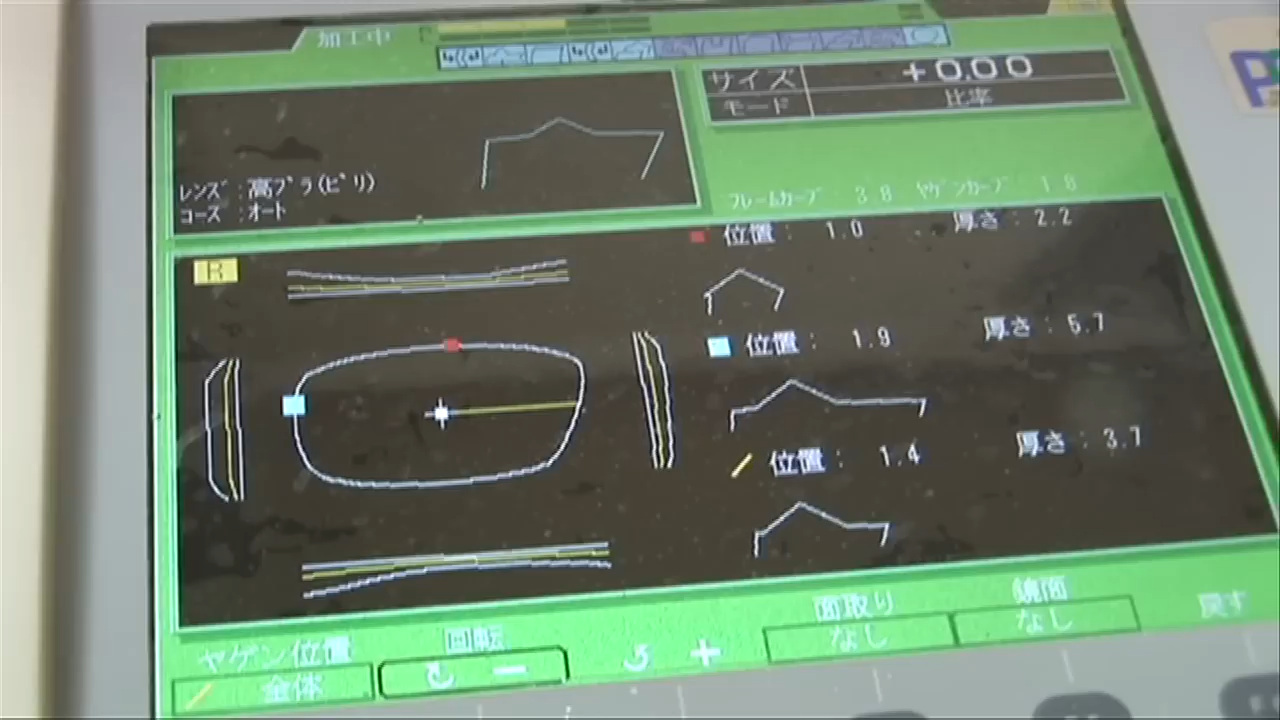 加工中
サイズ +0.00
モード 比率
レンズ:高プラ(ビリ)
コース:オート
フレームカーブ:3.8 ヤゲンカーブ:1.8
R
位置: 1.0 厚さ:2.2
位置: 1.9 厚さ:5.7
位置: 1.4 厚さ:3.7
ヤゲン位置 回転 面取り 鏡面 戻す
全体 - + なし なし